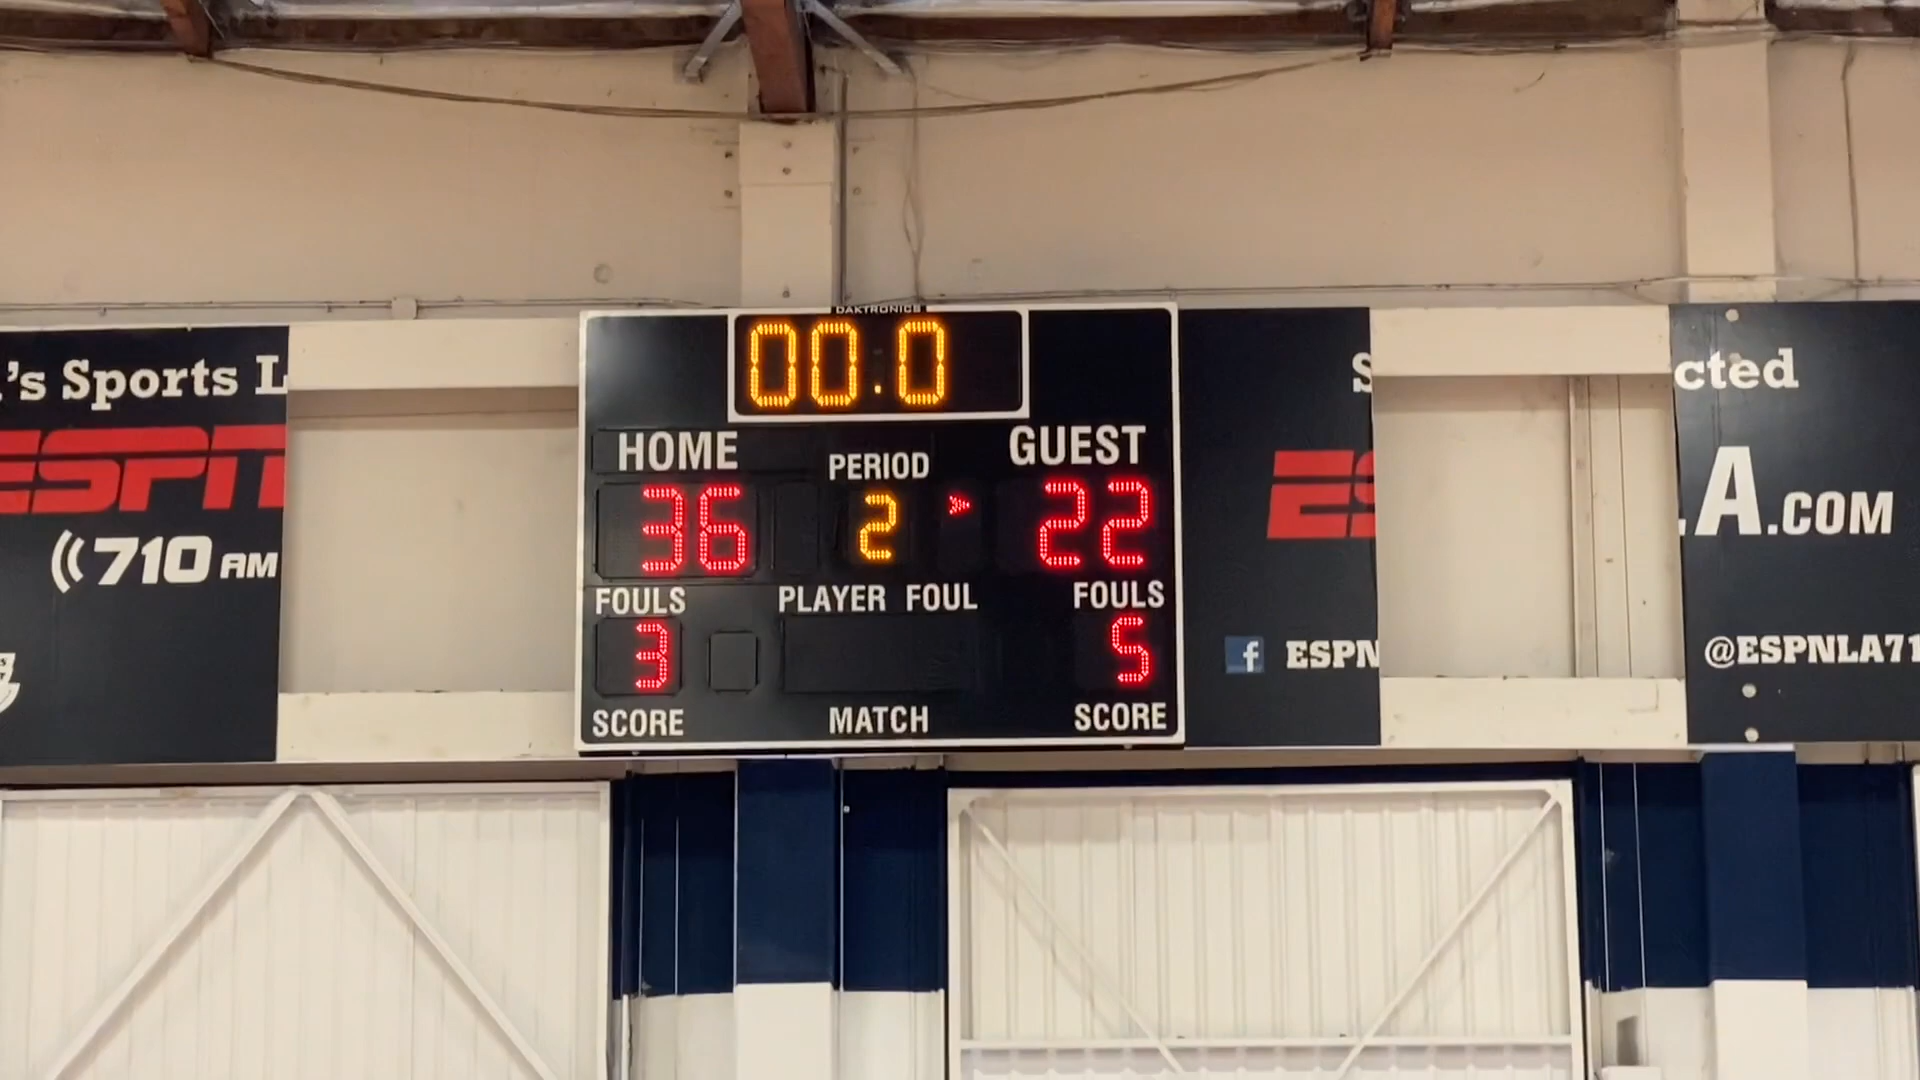 DAKTRONICS
00.0
's Sports L
ESPN
710 AM
HOME
PERIOD
GUEST
36
2
22
FOULS
PLAYER FOUL
FOULS
3
5
SCORE
MATCH
SCORE
S
ES
ESPN
cted
.A.COM
@ESPNLA71